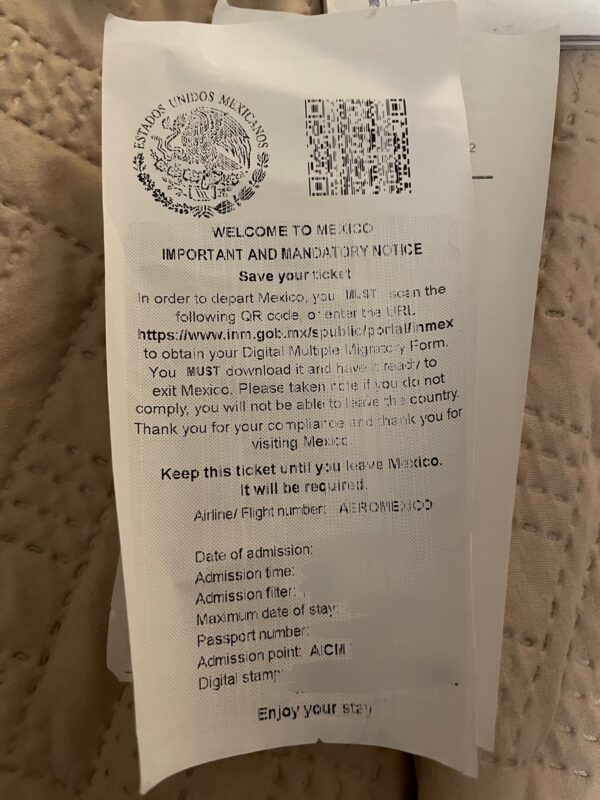 ESTADOS UNIDOS MEXICANOS
WELCOME TO MEXICO
IMPORTANT AND MANDATORY NOTICE
Save your ticket
In order to depart Mexico, you MUST scan the
following QR code, or enter the URL
https://www.inm.gob.mx/spublic/portal/inmex
to obtain your Digital Multiple Migratory Form.
You MUST download it and have it ready to
exit Mexico. Please taken note if you do not
comply, you will not be able to leave the country.
Thank you for your compliance and thank you for
visiting Mexico
Keep this ticket until you leave Mexico.
It will be required.
Airline/ Flight number: AEROMEXICO
Date of admission:
Admission time:
Admission filter:
Maximum date of stay:
Passport number:
Admission point: AICM
Digital stamp:
Enjoy your stay
2